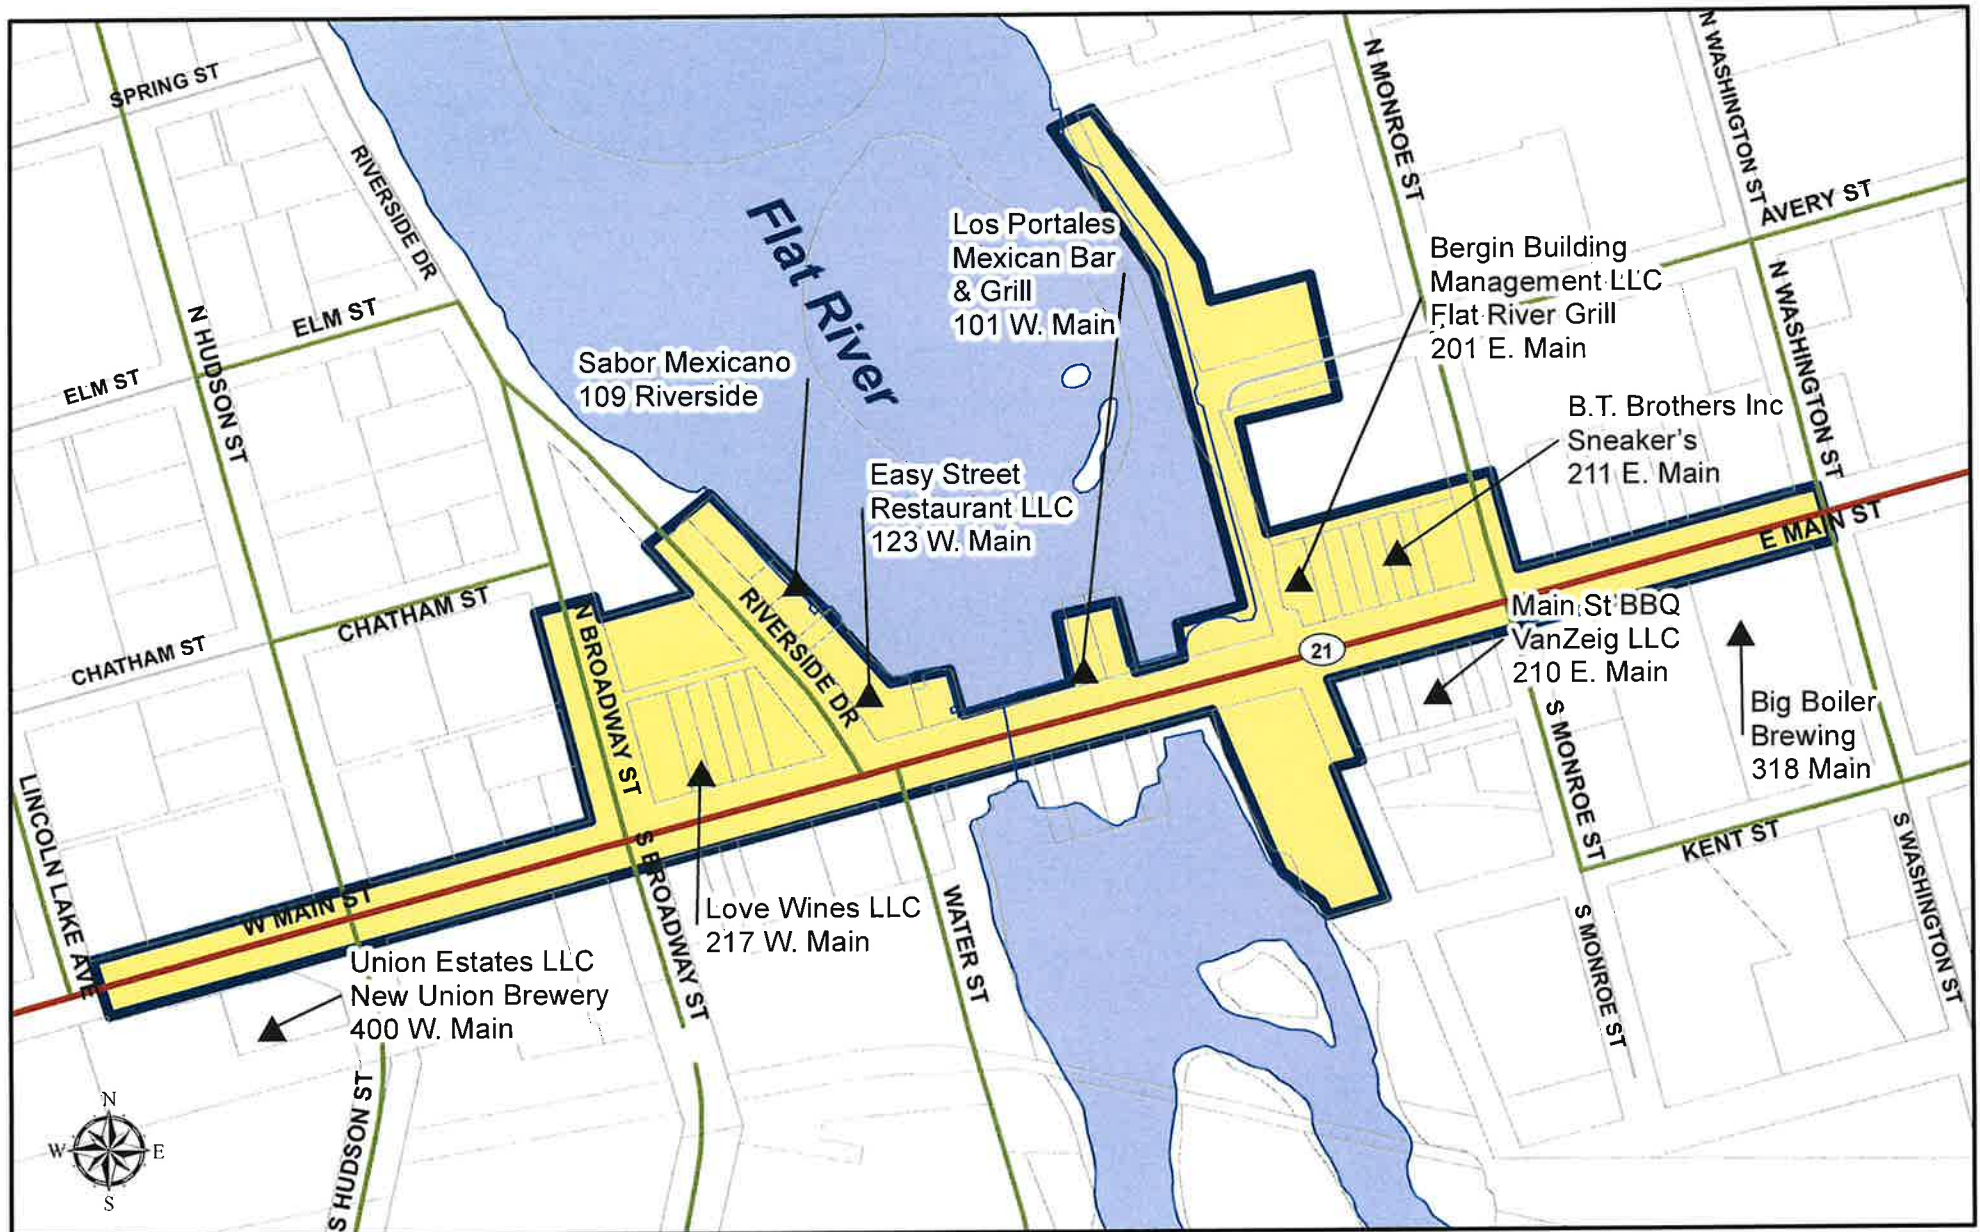 SPRING ST
RIVERSIDE DR
N HUDSON ST
ELM ST
ELM ST
CHATHAM ST
CHATHAM ST
LINCOLN LAKE AVE
W MAIN ST
S HUDSON ST
N BROADWAY ST
S BROADWAY ST
RIVERSIDE DR
WATER ST
Flat River
Sabor Mexicano
109 Riverside
Easy Street
Restaurant LLC
123 W. Main
Los Portales
Mexican Bar
& Grill
101 W. Main
Love Wines LLC
217 W. Main
Union Estates LLC
New Union Brewery
400 W. Main
N MONROE ST
N WASHINGTON ST
AVERY ST
N WASHINGTON ST
Bergin Building
Management LLC
Flat River Grill
201 E. Main
B.T. Brothers Inc
Sneaker's
211 E. Main
E MAIN ST
21
Main St BBQ
VanZeig LLC
210 E. Main
Big Boiler
Brewing
318 Main
S MONROE ST
KENT ST
S WASHINGTON ST
S MONROE ST
N
W
E
S